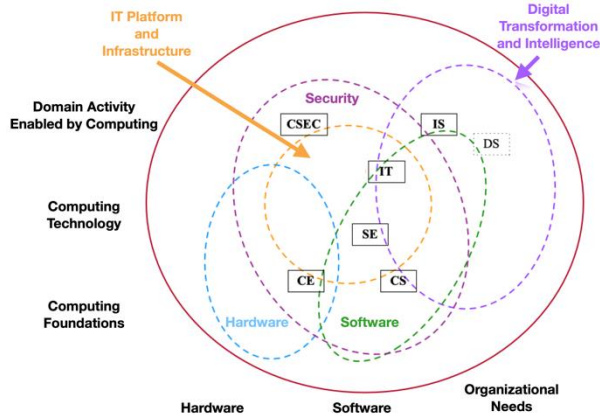 IT Platform
and
Infrastructure
Digital
Transformation
and Intelligence
Domain Activity
Enabled by Computing
Security
CSEC
IS
DS
IT
Computing
Technology
SE
CE
CS
Computing
Foundations
Hardware
Software
Hardware
Software
Organizational
Needs